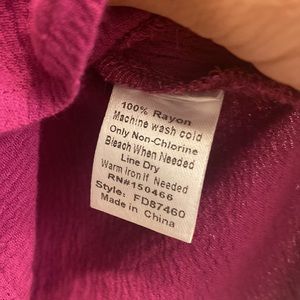 100% Rayon
Machine wash cold
Only Non-Chlorine
Bleach When Needed
Line Dry
Warm Iron if Needed
RN#150466
Style: FD87460
Made in China